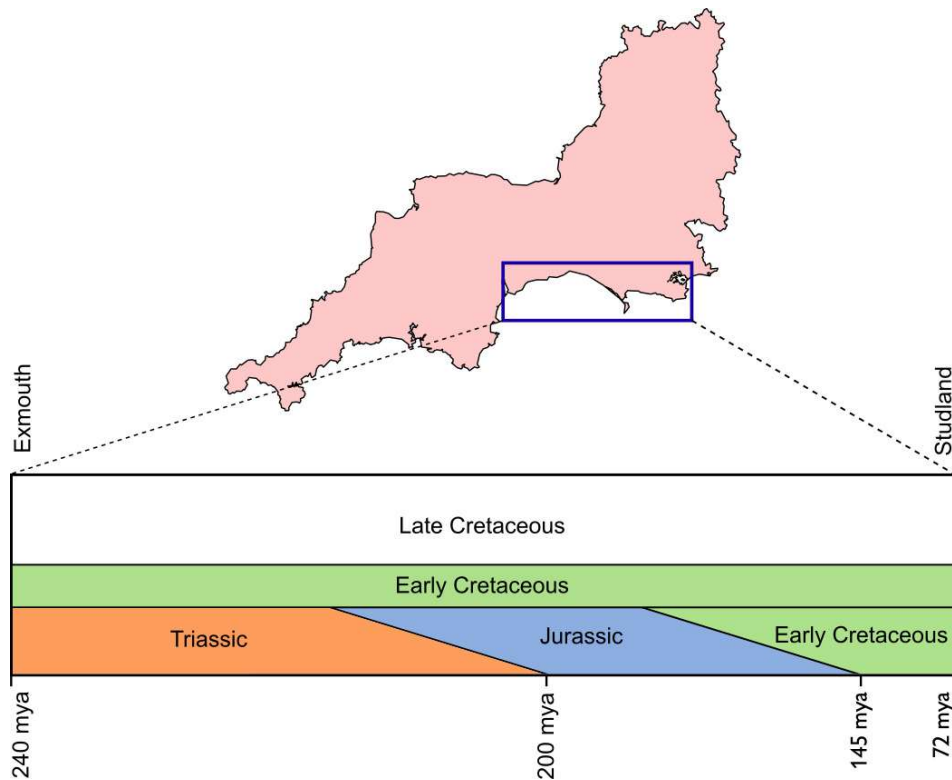 Exmouth
Studland
Late Cretaceous
Early Cretaceous
Triassic
Jurassic
Early Cretaceous
240 mya
200 mya
145 mya
72 mya